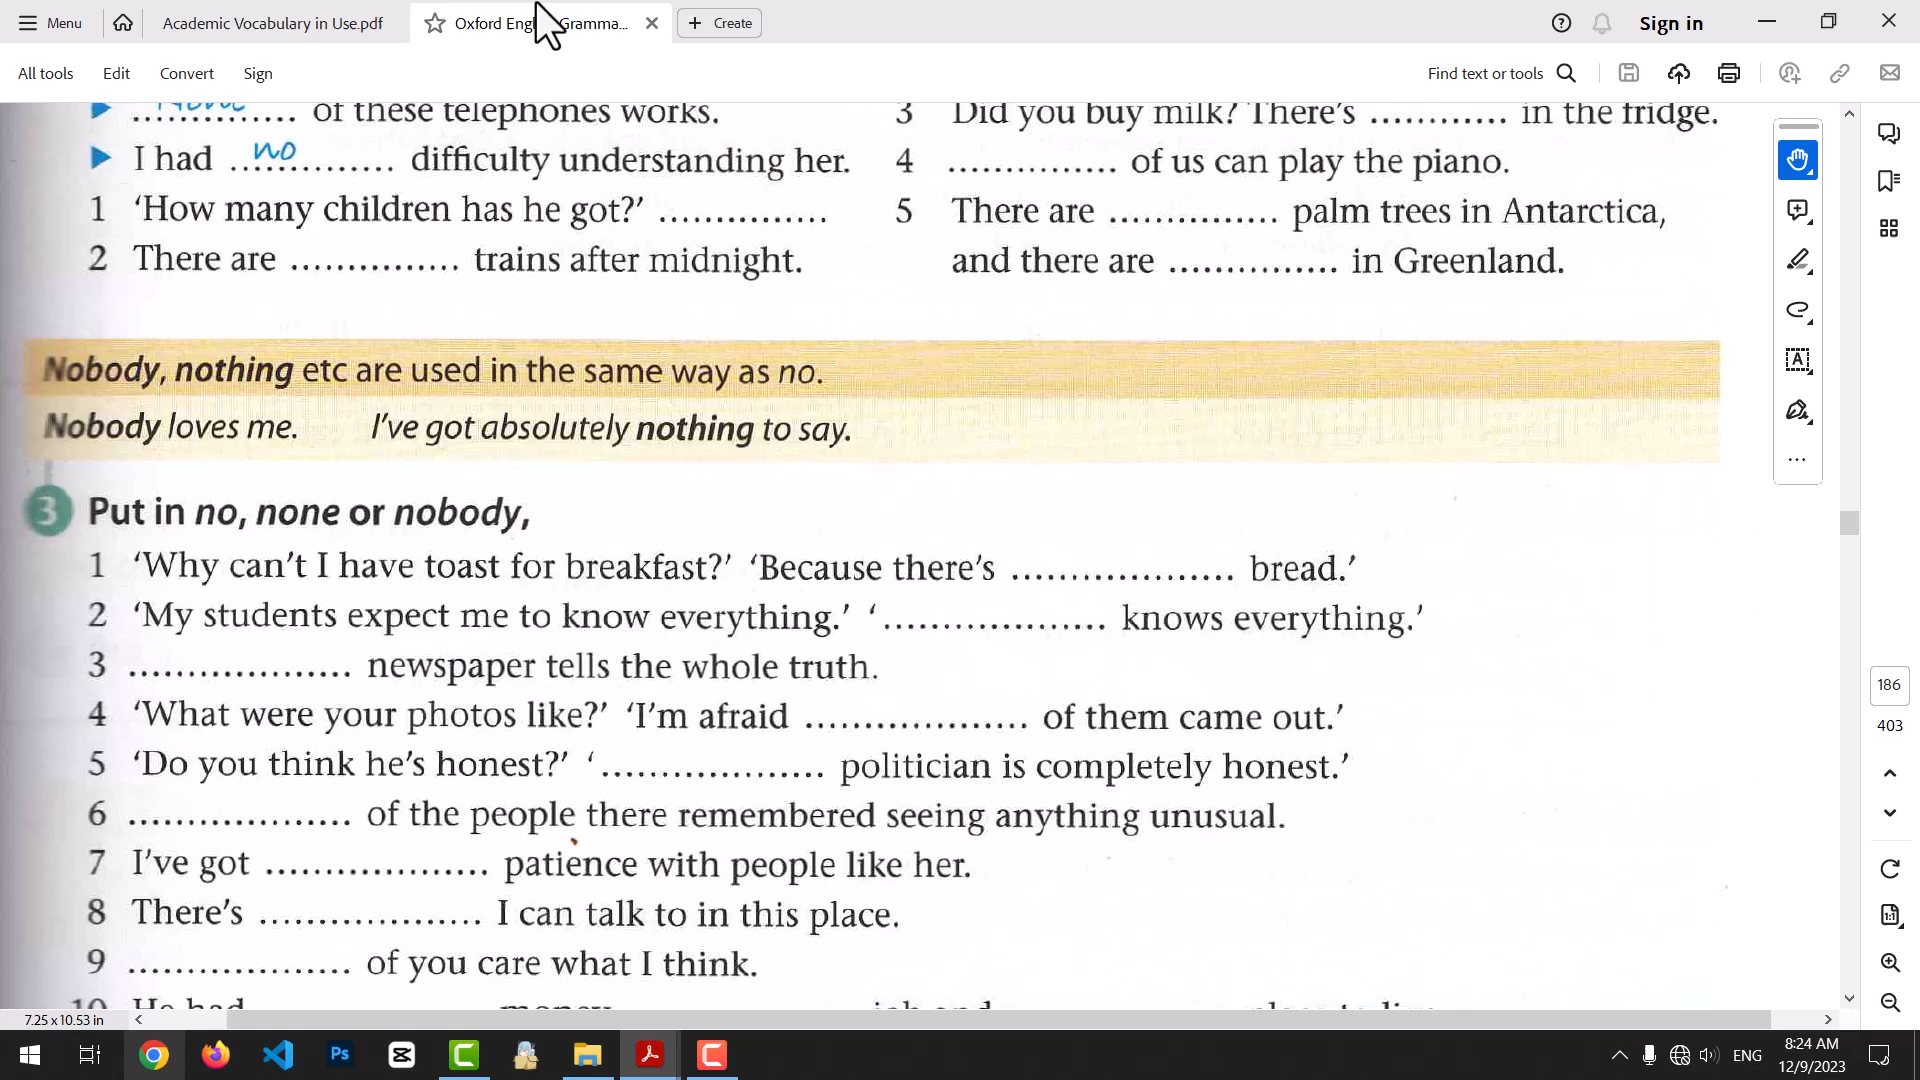 Menu Academic Vocabulary in Use.pdf Oxford Eng Gramma... Create Sign in
All tools Edit Convert Sign Find text or tools
............... of these telephones works. 3 Did you buy milk? There's ............ in the fridge.
I had no ............... difficulty understanding her. 4 ............... of us can play the piano.
1 'How many children has he got?' ............... 5 There are ............... palm trees in Antarctica,
2 There are ............... trains after midnight. and there are ............... in Greenland.
Nobody, nothing etc are used in the same way as no.
Nobody loves me. I've got absolutely nothing to say.
3 Put in no, none or nobody,
1 'Why can't I have toast for breakfast?' 'Because there's ................... bread.'
2 'My students expect me to know everything.' '................... knows everything.'
3 ................... newspaper tells the whole truth.
4 'What were your photos like?' 'I'm afraid ................... of them came out.'
5 'Do you think he's honest?' '................... politician is completely honest.'
6 ................... of the people there remembered seeing anything unusual.
7 I've got ................... patience with people like her.
8 There's ................... I can talk to in this place.
9 ................... of you care what I think.
10 He had money
186
403
7.25 x 10.53 in
ENG 8:24 AM
12/9/2023